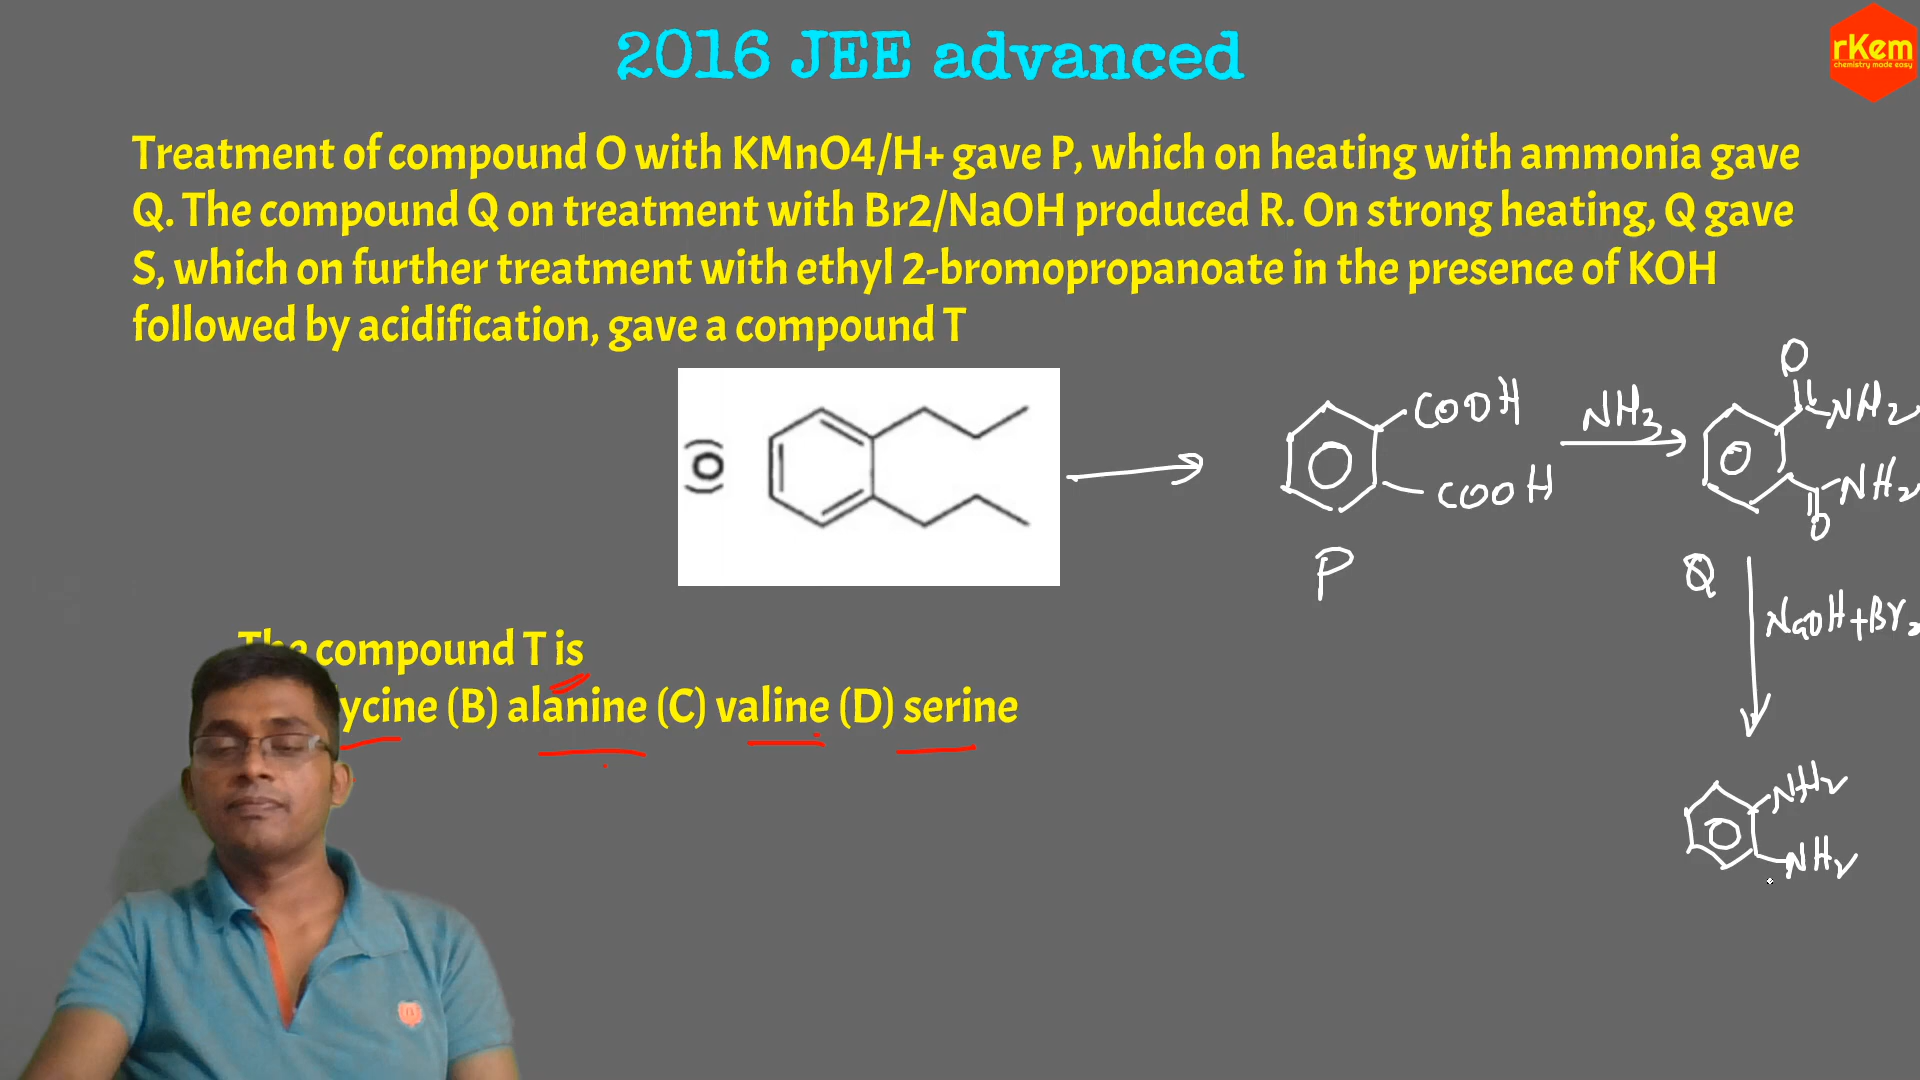 2016 JEE advanced
rKem
chemistry made easy
Treatment of compound O with KMnO4/H+ gave P, which on heating with ammonia gave
Q. The compound Q on treatment with Br2/NaOH produced R. On strong heating, Q gave
S, which on further treatment with ethyl 2-bromopropanoate in the presence of KOH
followed by acidification, gave a compound T
(O)
COOH
COOH
P
NH3
O
NH2
NH2
O
Q
NaOH+Br2
NH2
NH2
The compound T is
ycine (B) alanine (C) valine (D) serine